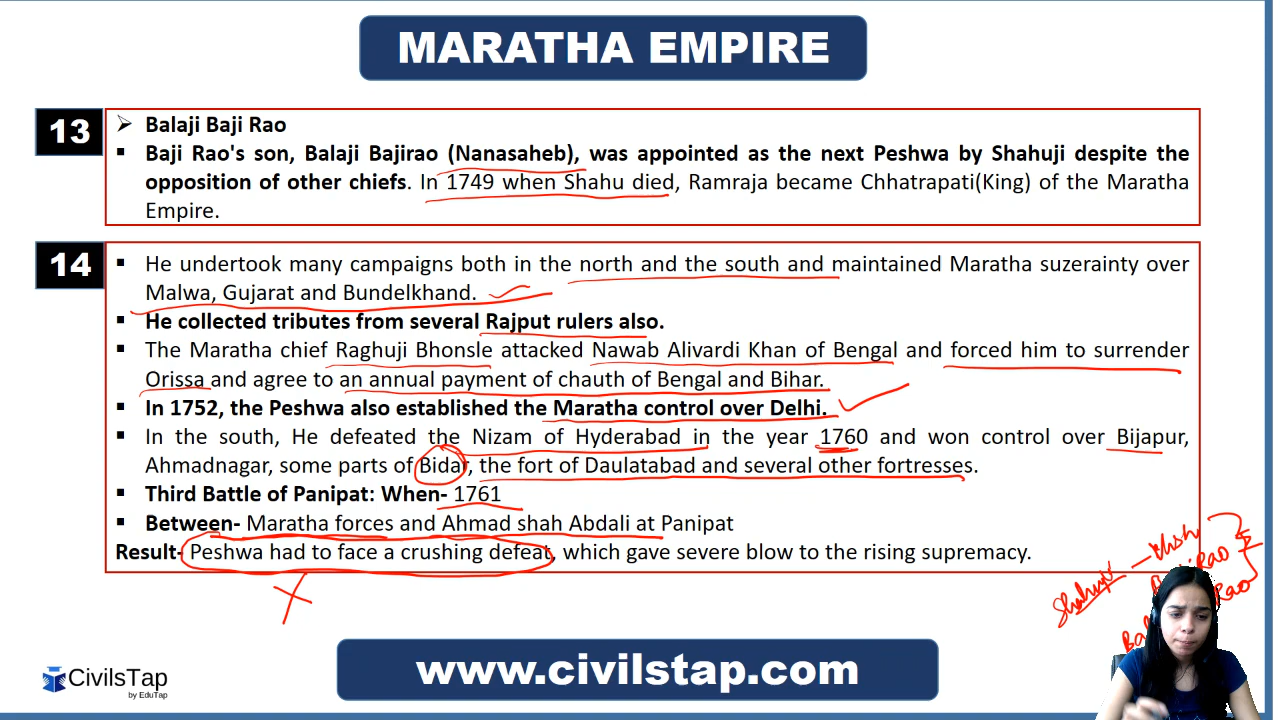 MARATHA EMPIRE
13
➢ Balaji Baji Rao
▪ Baji Rao's son, Balaji Bajirao (Nanasaheb), was appointed as the next Peshwa by Shahuji despite the
opposition of other chiefs. In 1749 when Shahu died, Ramraja became Chhatrapati(King) of the Maratha
Empire.
14
▪ He undertook many campaigns both in the north and the south and maintained Maratha suzerainty over
Malwa, Gujarat and Bundelkhand.
▪ He collected tributes from several Rajput rulers also.
▪ The Maratha chief Raghuji Bhonsle attacked Nawab Alivardi Khan of Bengal and forced him to surrender
Orissa and agree to an annual payment of chauth of Bengal and Bihar.
▪ In 1752, the Peshwa also established the Maratha control over Delhi.
▪ In the south, He defeated the Nizam of Hyderabad in the year 1760 and won control over Bijapur,
Ahmadnagar, some parts of Bidar, the fort of Daulatabad and several other fortresses.
▪ Third Battle of Panipat: When- 1761
▪ Between- Maratha forces and Ahmad shah Abdali at Panipat
Result- Peshwa had to face a crushing defeat, which gave severe blow to the rising supremacy.
Rao
Rao
CivilsTap
by EduTap
www.civilstap.com